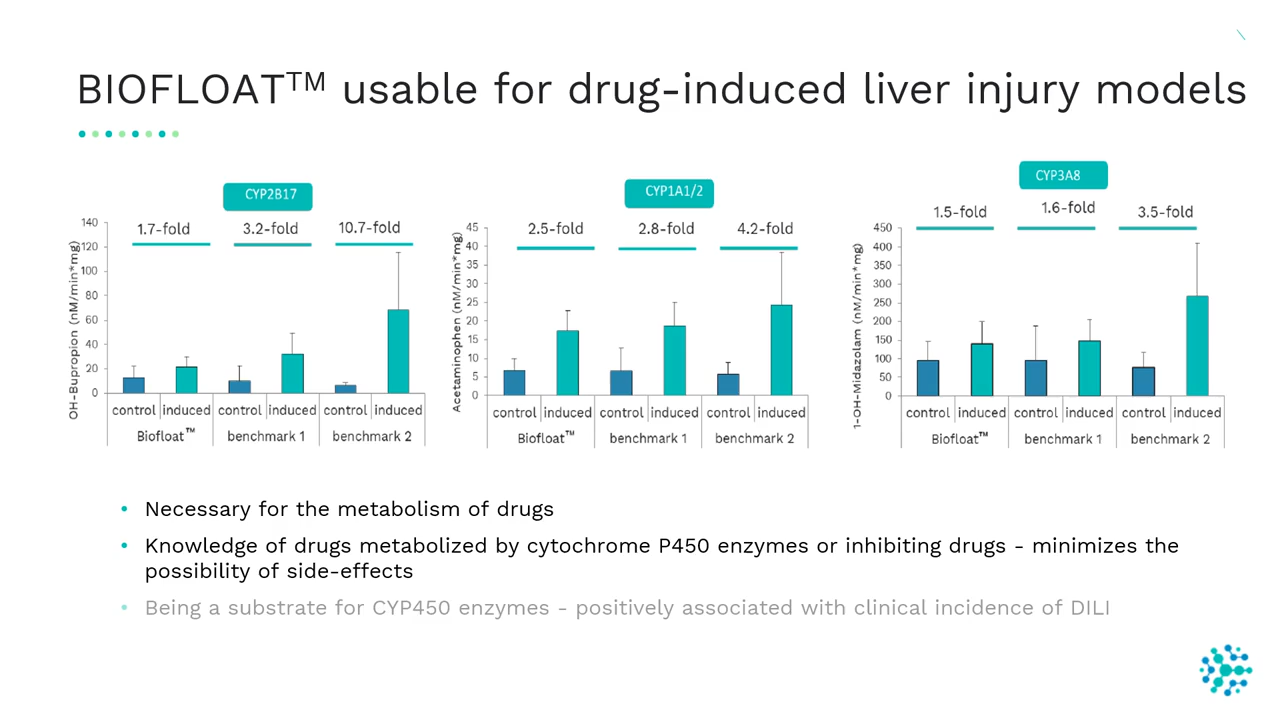 BIOFLOAT™ usable for drug-induced liver injury models
CYP2B17
1.7-fold 3.2-fold 10.7-fold
OH-Bupropion (nM/min*mg)
140
120
100
80
60
40
20
0
control induced control induced control induced
Biofloat™ benchmark 1 benchmark 2
CYP1A1/2
2.5-fold 2.8-fold 4.2-fold
Acetaminophen (nM/min*mg)
45
40
35
30
25
20
15
10
5
0
control induced control induced control induced
Biofloat™ benchmark 1 benchmark 2
CYP3A8
1.5-fold 1.6-fold 3.5-fold
1-OH-Midazolam (nM/min*mg)
450
400
350
300
250
200
150
100
50
0
control induced control induced control induced
Biofloat™ benchmark 1 benchmark 2
• Necessary for the metabolism of drugs
• Knowledge of drugs metabolized by cytochrome P450 enzymes or inhibiting drugs - minimizes the
possibility of side-effects
• Being a substrate for CYP450 enzymes - positively associated with clinical incidence of DILI